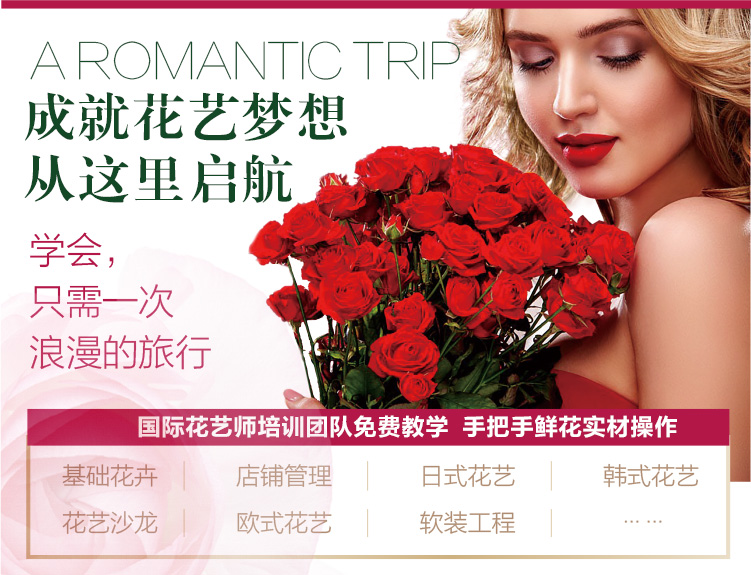 A ROMANTIC TRIP
成就花艺梦想
从这里启航
学会，
只需一次
浪漫的旅行
国际花艺师培训团队免费教学 手把手鲜花实材操作
基础花卉 店铺管理 日式花艺 韩式花艺
花艺沙龙 欧式花艺 软装工程 ... ...